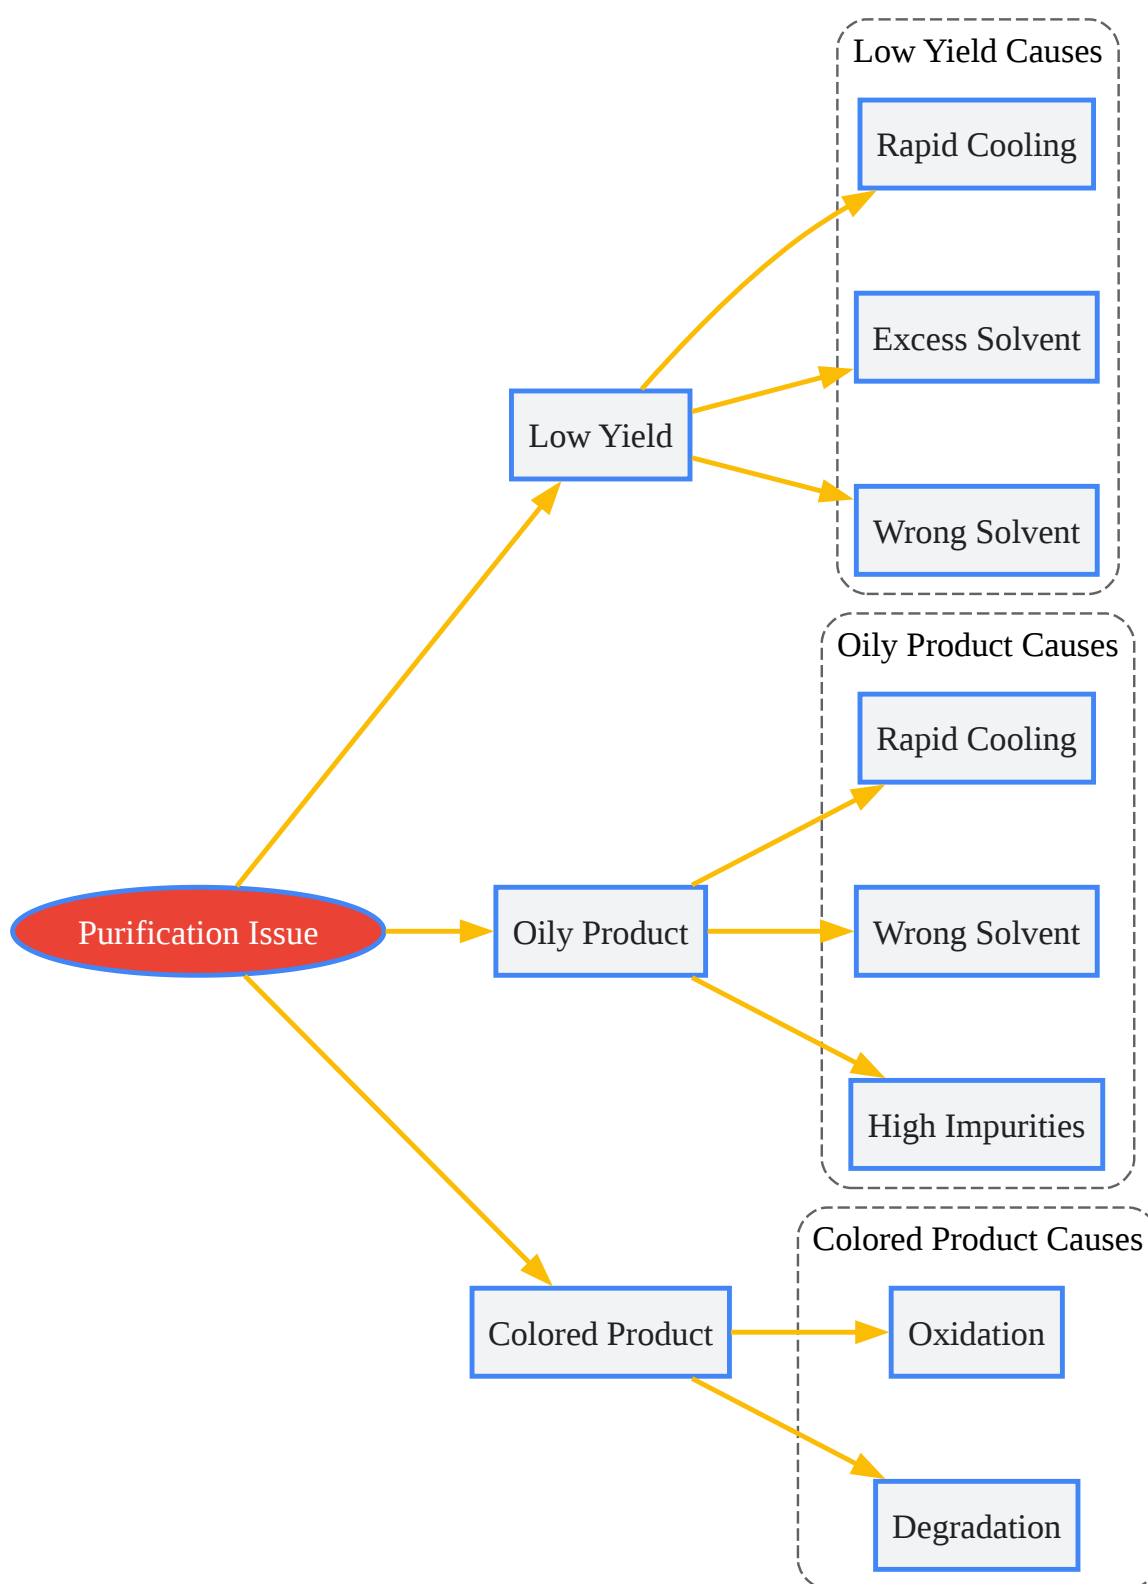 Low Yield Causes
Rapid Cooling
Excess Solvent
Low Yield
Wrong Solvent
Oily Product Causes
Rapid Cooling
Purification Issue
Oily Product
Wrong Solvent
High Impurities
Colored Product Causes
Colored Product
Oxidation
Degradation